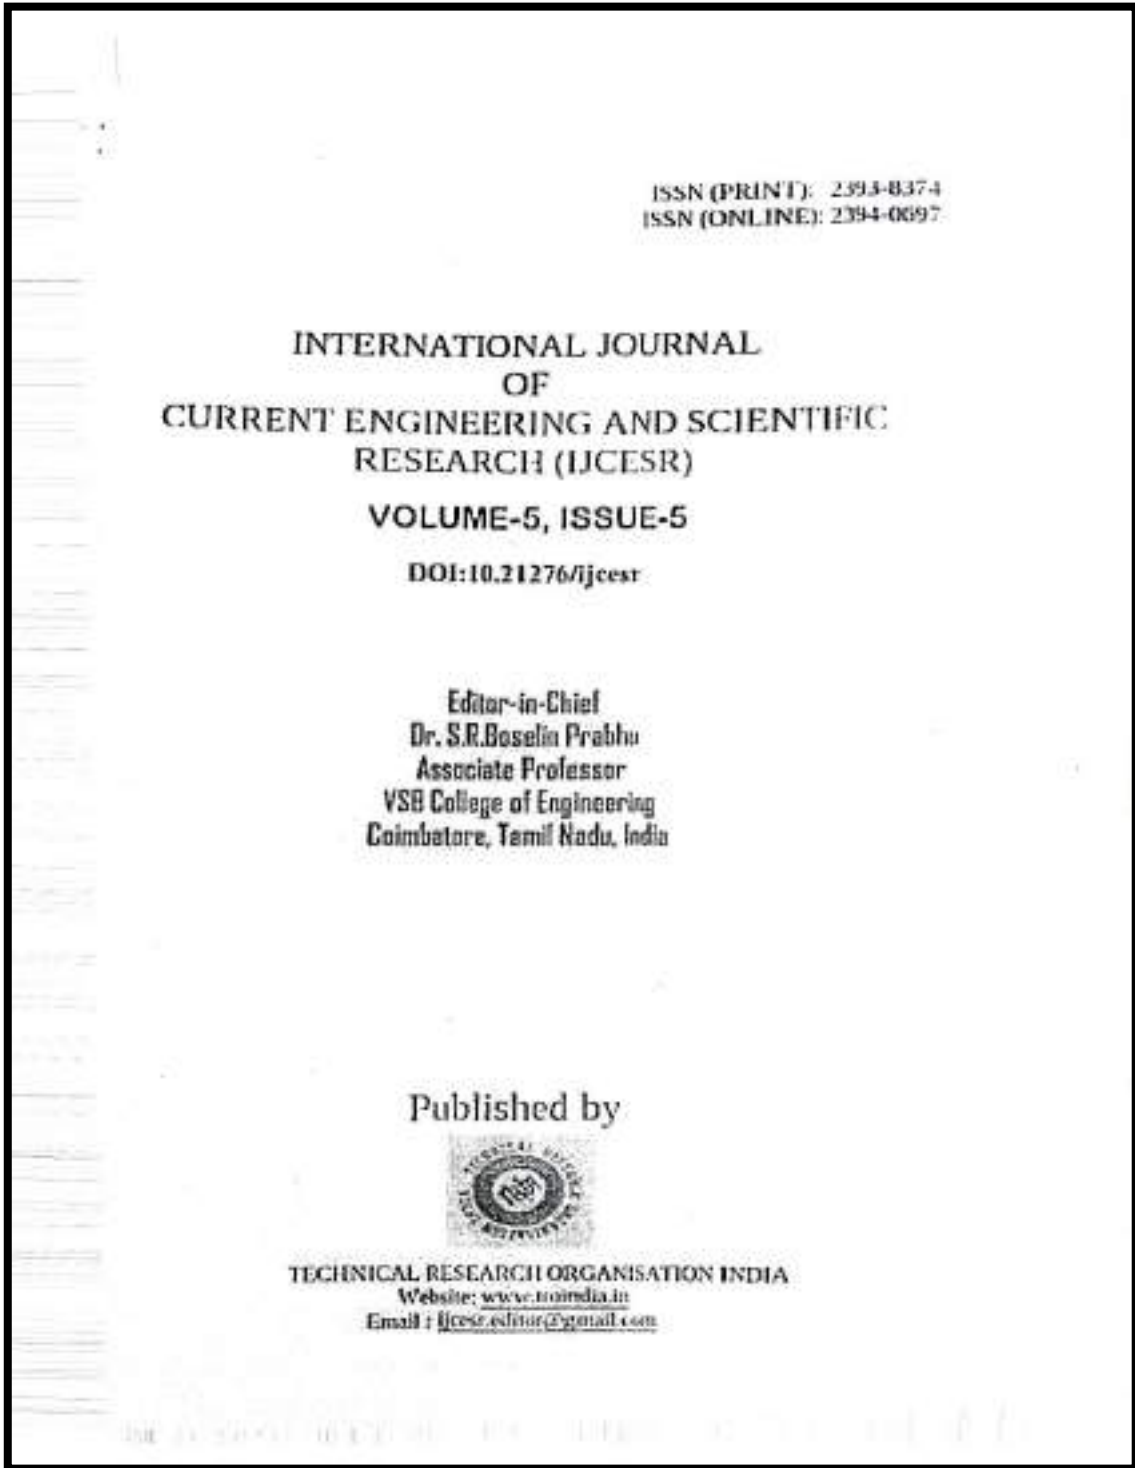 ISSN (PRINT): 2393-8374
ISSN (ONLINE): 2394-0697
INTERNATIONAL JOURNAL
OF
CURRENT ENGINEERING AND SCIENTIFIC
RESEARCH (IJCESR)
VOLUME-5, ISSUE-5
DOI:10.21276/ijcesr
Editor-in-Chief
Dr. S.R.Boselin Prabhu
Associate Professor
VSB College of Engineering
Coimbatore, Tamil Nadu, India
Published by
TECHNICAL RESEARCH ORGANISATION INDIA
Website: www.troindia.in
Email : ijcesr.editor@gmail.com